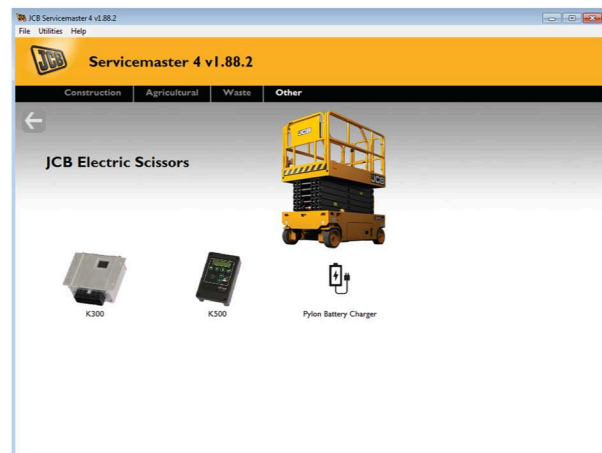 JCB Servicemaster 4 v1.88.2
File Utilities Help
JCB
Servicemaster 4 v1.88.2
Construction Agricultural Waste Other
JCB Electric Scissors
JCB
JCB
K300 K500 Pylon Battery Charger